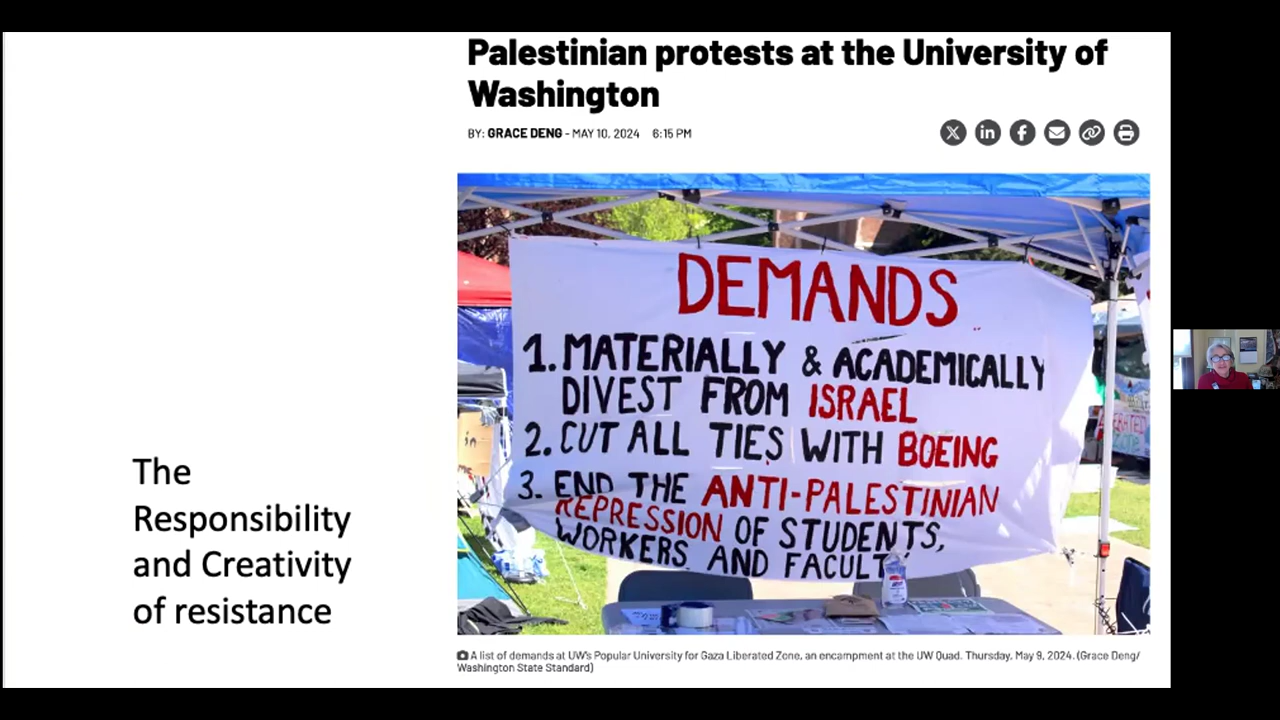 Palestinian protests at the University of
Washington
BY: GRACE DENG - MAY 10, 2024 6:15 PM
DEMANDS
1. MATERIALLY & ACADEMICALLY
DIVEST FROM ISRAEL
2. CUT ALL TIES WITH BOEING
3. END THE ANTI-PALESTINIAN
REPRESSION OF STUDENTS,
WORKERS AND FACULT
The
Responsibility
and Creativity
of resistance
A list of demands at UW's Popular University for Gaza Liberated Zone, an encampment at the UW Quad. Thursday, May 9, 2024. (Grace Deng/
Washington State Standard)